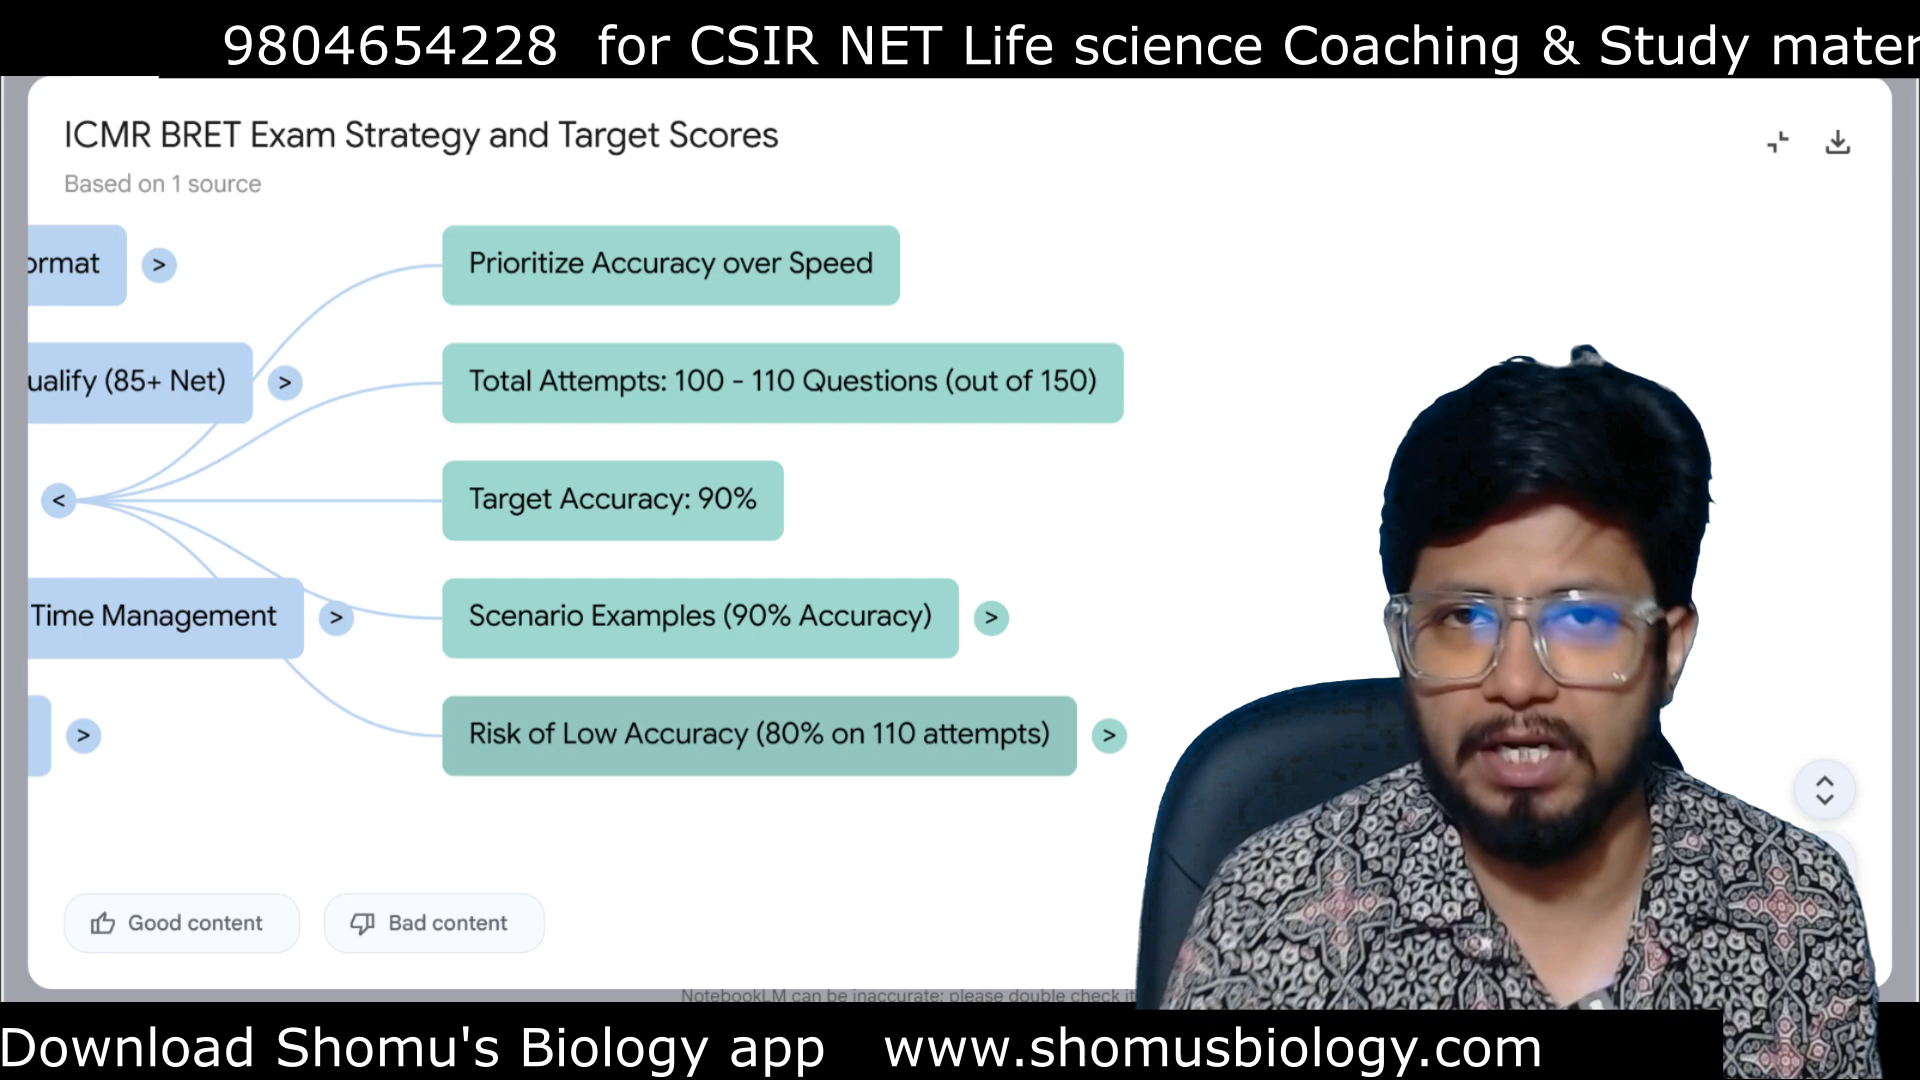 9804654228 for CSIR NET Life science Coaching & Study mater
ICMR BRET Exam Strategy and Target Scores
Based on 1 source
ormat >
Prioritize Accuracy over Speed
ualify (85+ Net) >
Total Attempts: 100 - 110 Questions (out of 150)
<
Target Accuracy: 90%
Time Management >
Scenario Examples (90% Accuracy) >
>
Risk of Low Accuracy (80% on 110 attempts) >
Good content
Bad content
NotebookLM can be inaccurate; please double check it
Download Shomu's Biology app www.shomusbiology.com